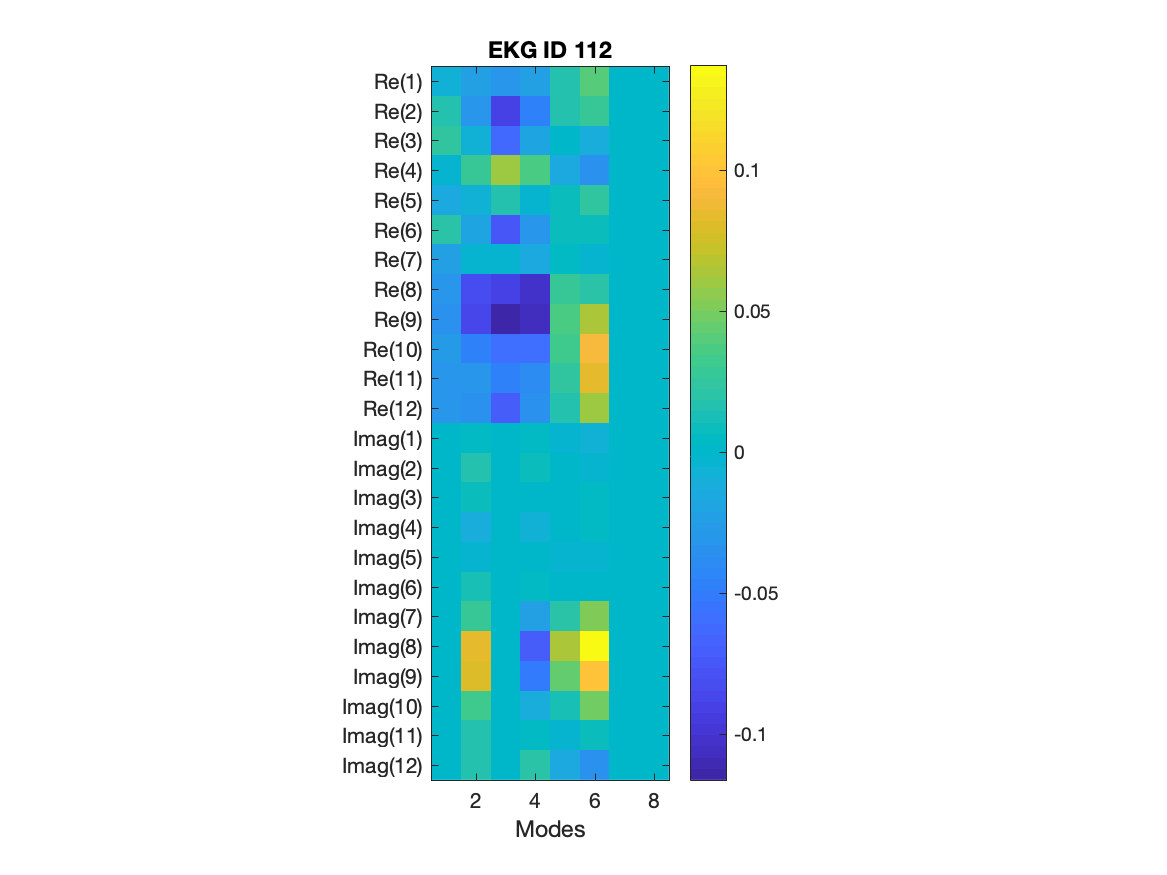 EKG ID 112
Re(1)
Re(2)
Re(3)
Re(4)
Re(5)
Re(6)
Re(7)
Re(8)
Re(9)
Re(10)
Re(11)
Re(12)
Imag(1)
Imag(2)
Imag(3)
Imag(4)
Imag(5)
Imag(6)
Imag(7)
Imag(8)
Imag(9)
Imag(10)
Imag(11)
Imag(12)
2 4 6 8
Modes
0.1
0.05
0
-0.05
-0.1